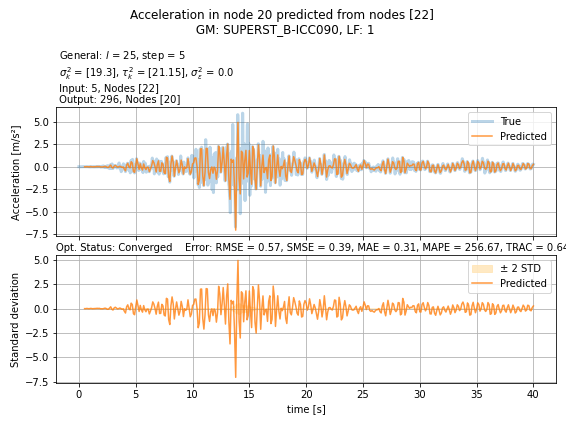 Acceleration in node 20 predicted from nodes [22]
GM: SUPERST_B-ICC090, LF: 1
General: l = 25, step = 5
σ²ₖ = [19.3], τ²ₖ = [21.15], σ²ε = 0.0
Input: 5, Nodes [22]
Output: 296, Nodes [20]
True
Predicted
Acceleration [m/s²]
5.0
2.5
0.0
−2.5
−5.0
−7.5
Opt. Status: Converged Error: RMSE = 0.57, SMSE = 0.39, MAE = 0.31, MAPE = 256.67, TRAC = 0.64
± 2 STD
Predicted
Standard deviation
5.0
2.5
0.0
−2.5
−5.0
−7.5
0 5 10 15 20 25 30 35 40
time [s]